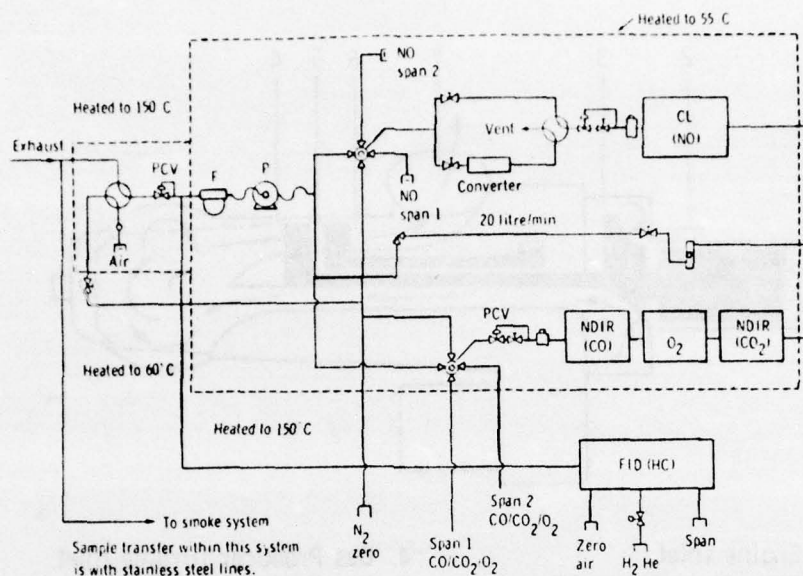 Heated to 55 C
NO
span 2
Heated to 150 C
Exhaust
PCV
F
P
Vent
CL
(NO)
Converter
NO
span 1
20 litre/min
Air
PCV
NDIR
(CO)
O2
NDIR
(CO2)
Heated to 60°C
Heated to 150°C
FID (HC)
To smoke system
Sample transfer within this system
is with stainless steel lines.
N2
zero
Span 1
CO/CO2/O2
Span 2
CO/CO2/O2
Zero
air
H2 He
Span